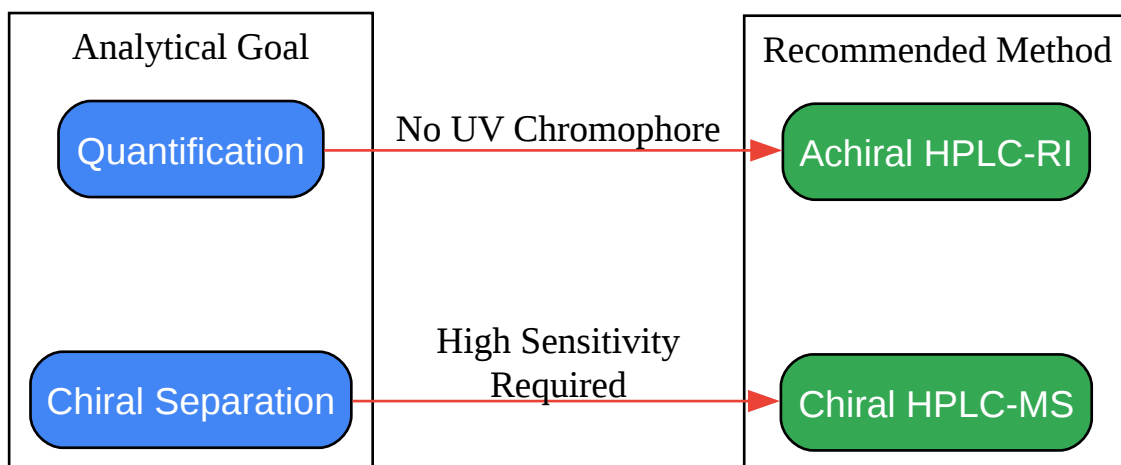 Analytical Goal
Recommended Method
Quantification
No UV Chromophore
Achiral HPLC-RI
High Sensitivity
Required
Chiral Separation
Chiral HPLC-MS